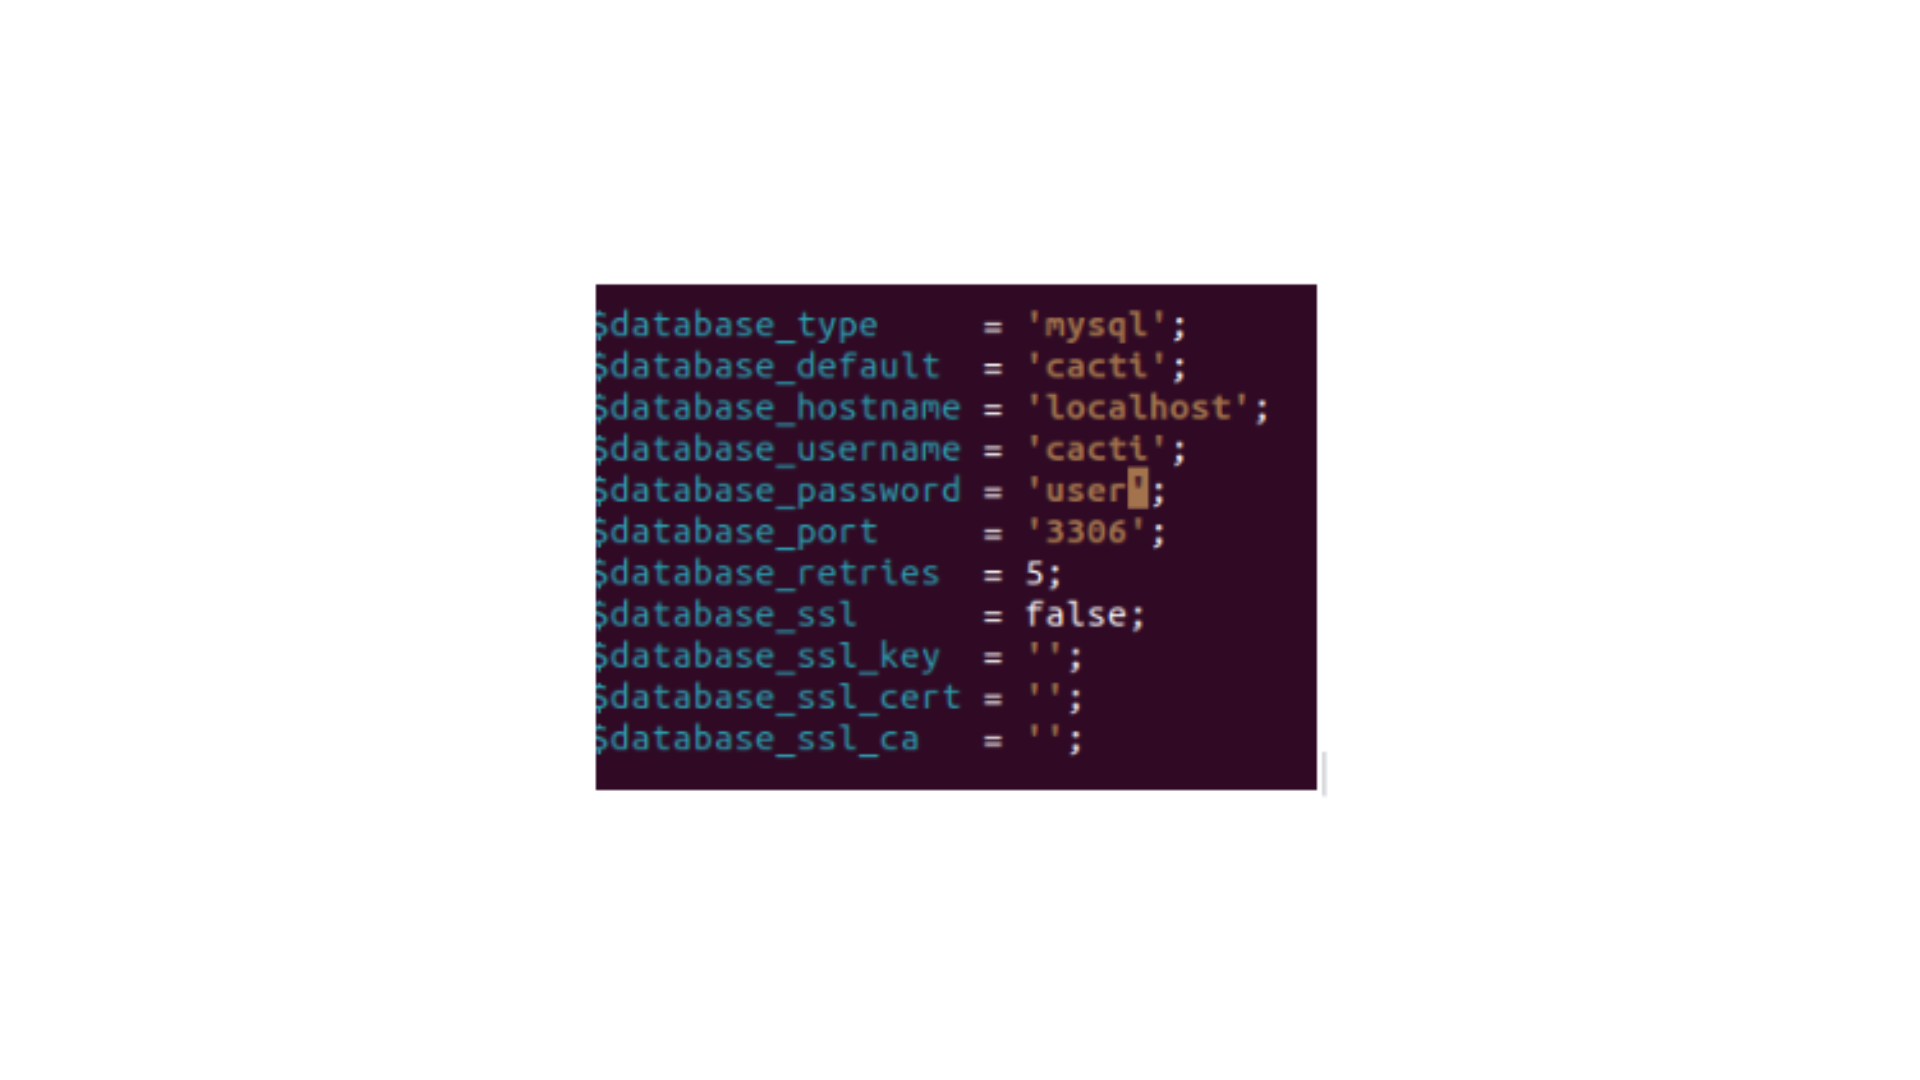 $database_type     = 'mysql';
$database_default  = 'cacti';
$database_hostname = 'localhost';
$database_username = 'cacti';
$database_password = 'user';
$database_port     = '3306';
$database_retries  = 5;
$database_ssl      = false;
$database_ssl_key  = '';
$database_ssl_cert = '';
$database_ssl_ca   = '';